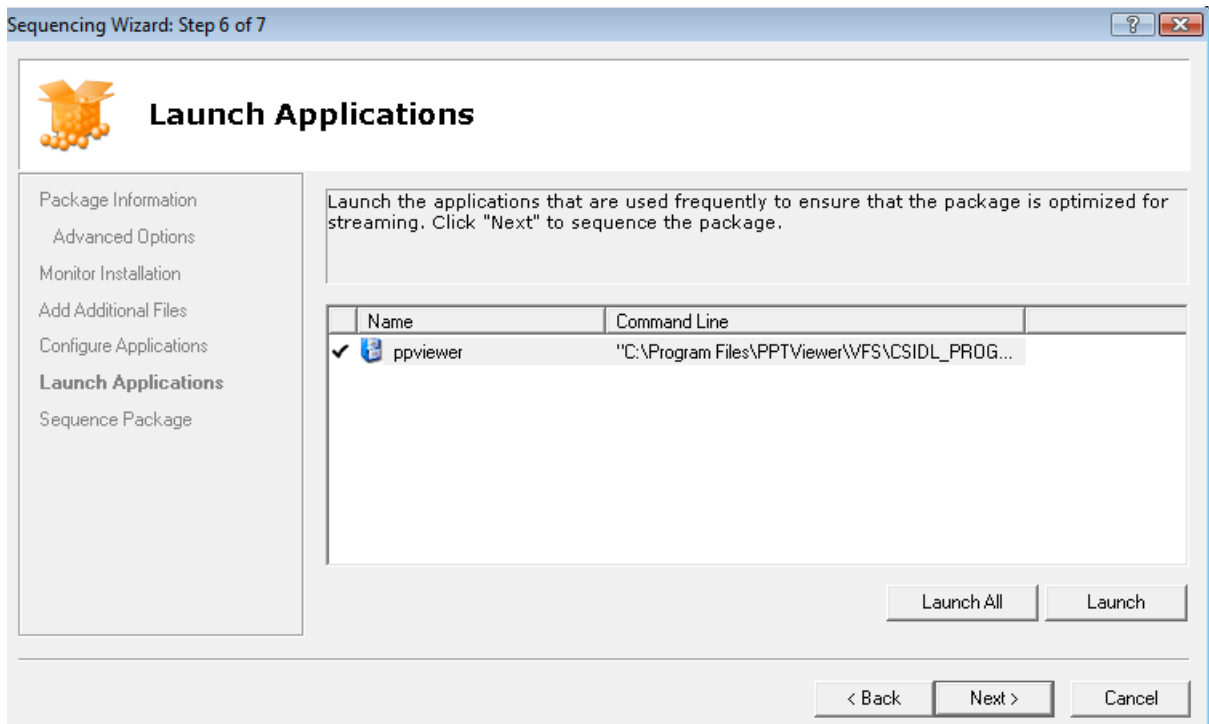 Sequencing Wizard: Step 6 of 7
?
Launch Applications
Package Information
Advanced Options
Monitor Installation
Add Additional Files
Configure Applications
Launch Applications
Sequence Package
Launch the applications that are used frequently to ensure that the package is optimized for
streaming. Click "Next" to sequence the package.
Name Command Line
ppviewer "C:\Program Files\PPTViewer\VFS\CSIDL_PROG...
Launch All Launch
< Back Next > Cancel